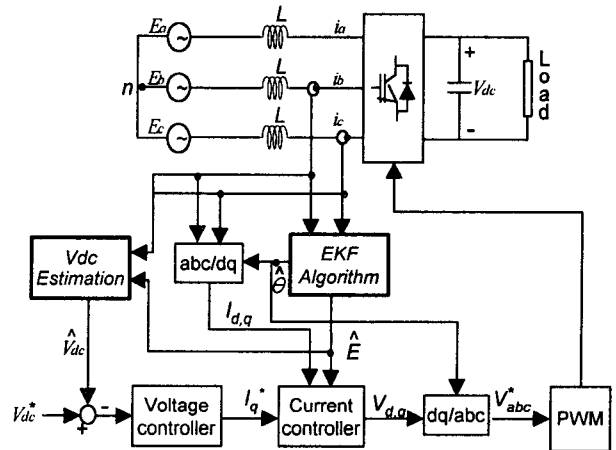 Ea
L
ia
+
Load
n
Eb
L
ib
Vdc
Ec
L
ic
-
Vdc
Estimation
abc/dq
θ̂
EKF
Algorithm
V̂dc
Id,q
Ê
Vdc*
+
-
Voltage
controller
Iq*
Current
controller
Vd,q
dq/abc
V*abc
PWM